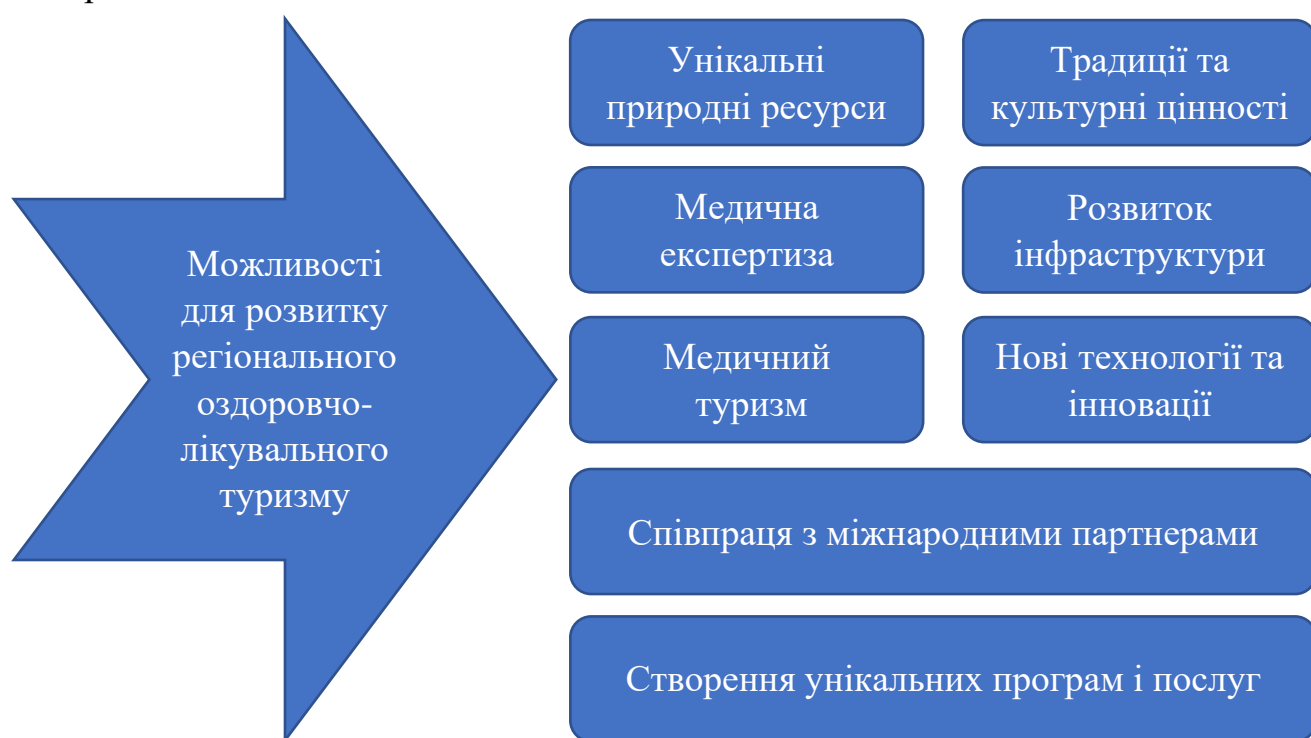 Можливості
для розвитку
регіонального
оздоровчо-
лікувального
туризму
Унікальні
природні ресурси
Традиції та
культурні цінності
Медична
експертиза
Розвиток
інфраструктури
Медичний
туризм
Нові технології та
інновації
Співпраця з міжнародними партнерами
Створення унікальних програм і послуг